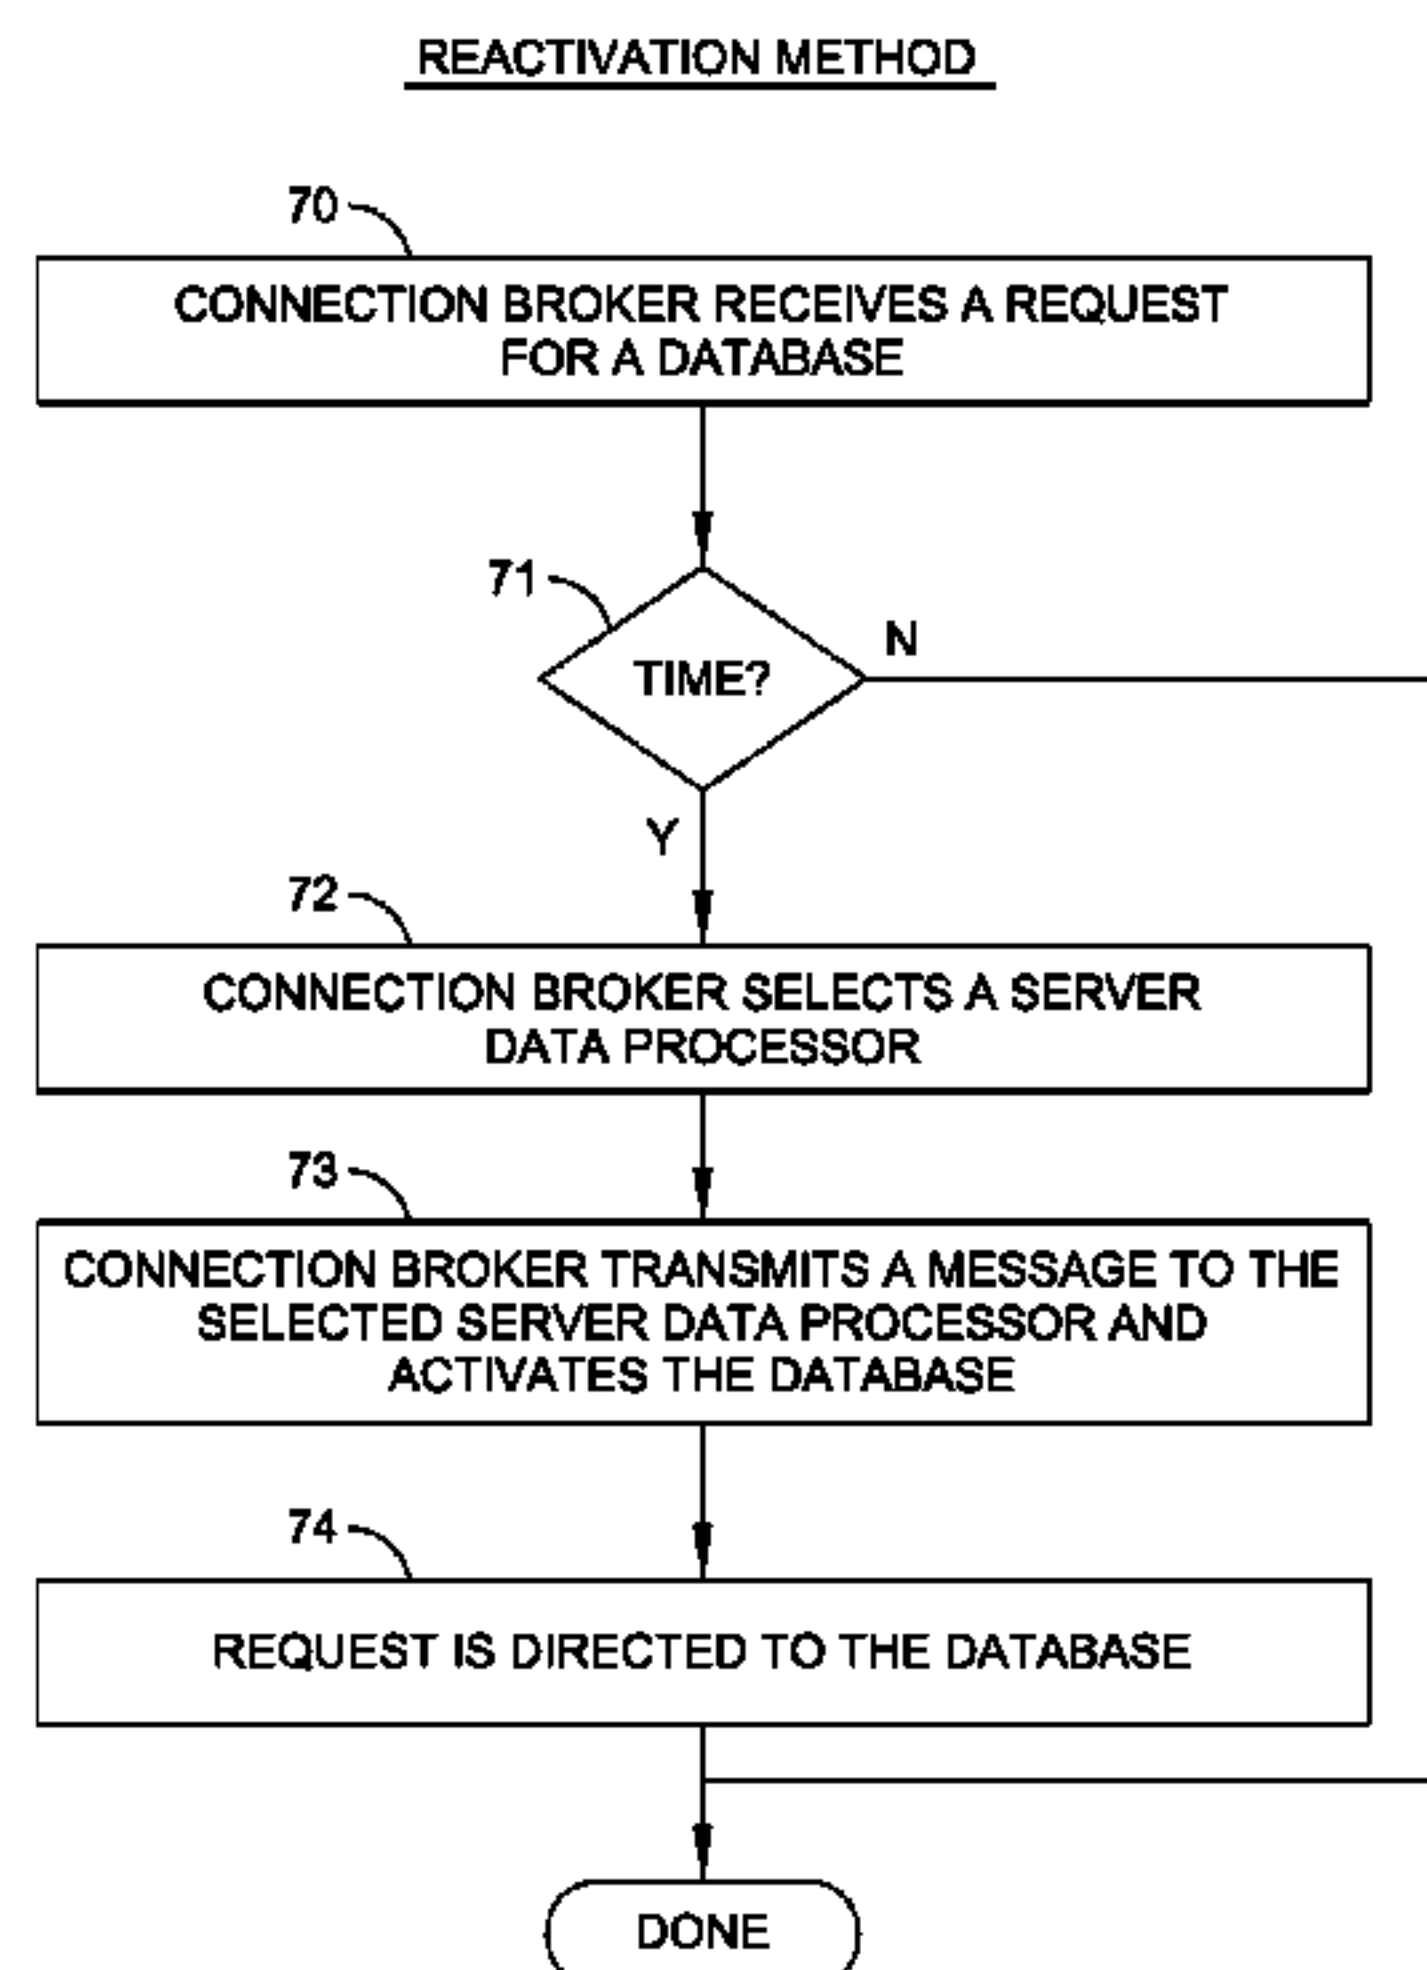 REACTIVATION METHOD
70
CONNECTION BROKER RECEIVES A REQUEST
FOR A DATABASE
71
TIME?
N
Y
72
CONNECTION BROKER SELECTS A SERVER
DATA PROCESSOR
73
CONNECTION BROKER TRANSMITS A MESSAGE TO THE
SELECTED SERVER DATA PROCESSOR AND
ACTIVATES THE DATABASE
74
REQUEST IS DIRECTED TO THE DATABASE
DONE